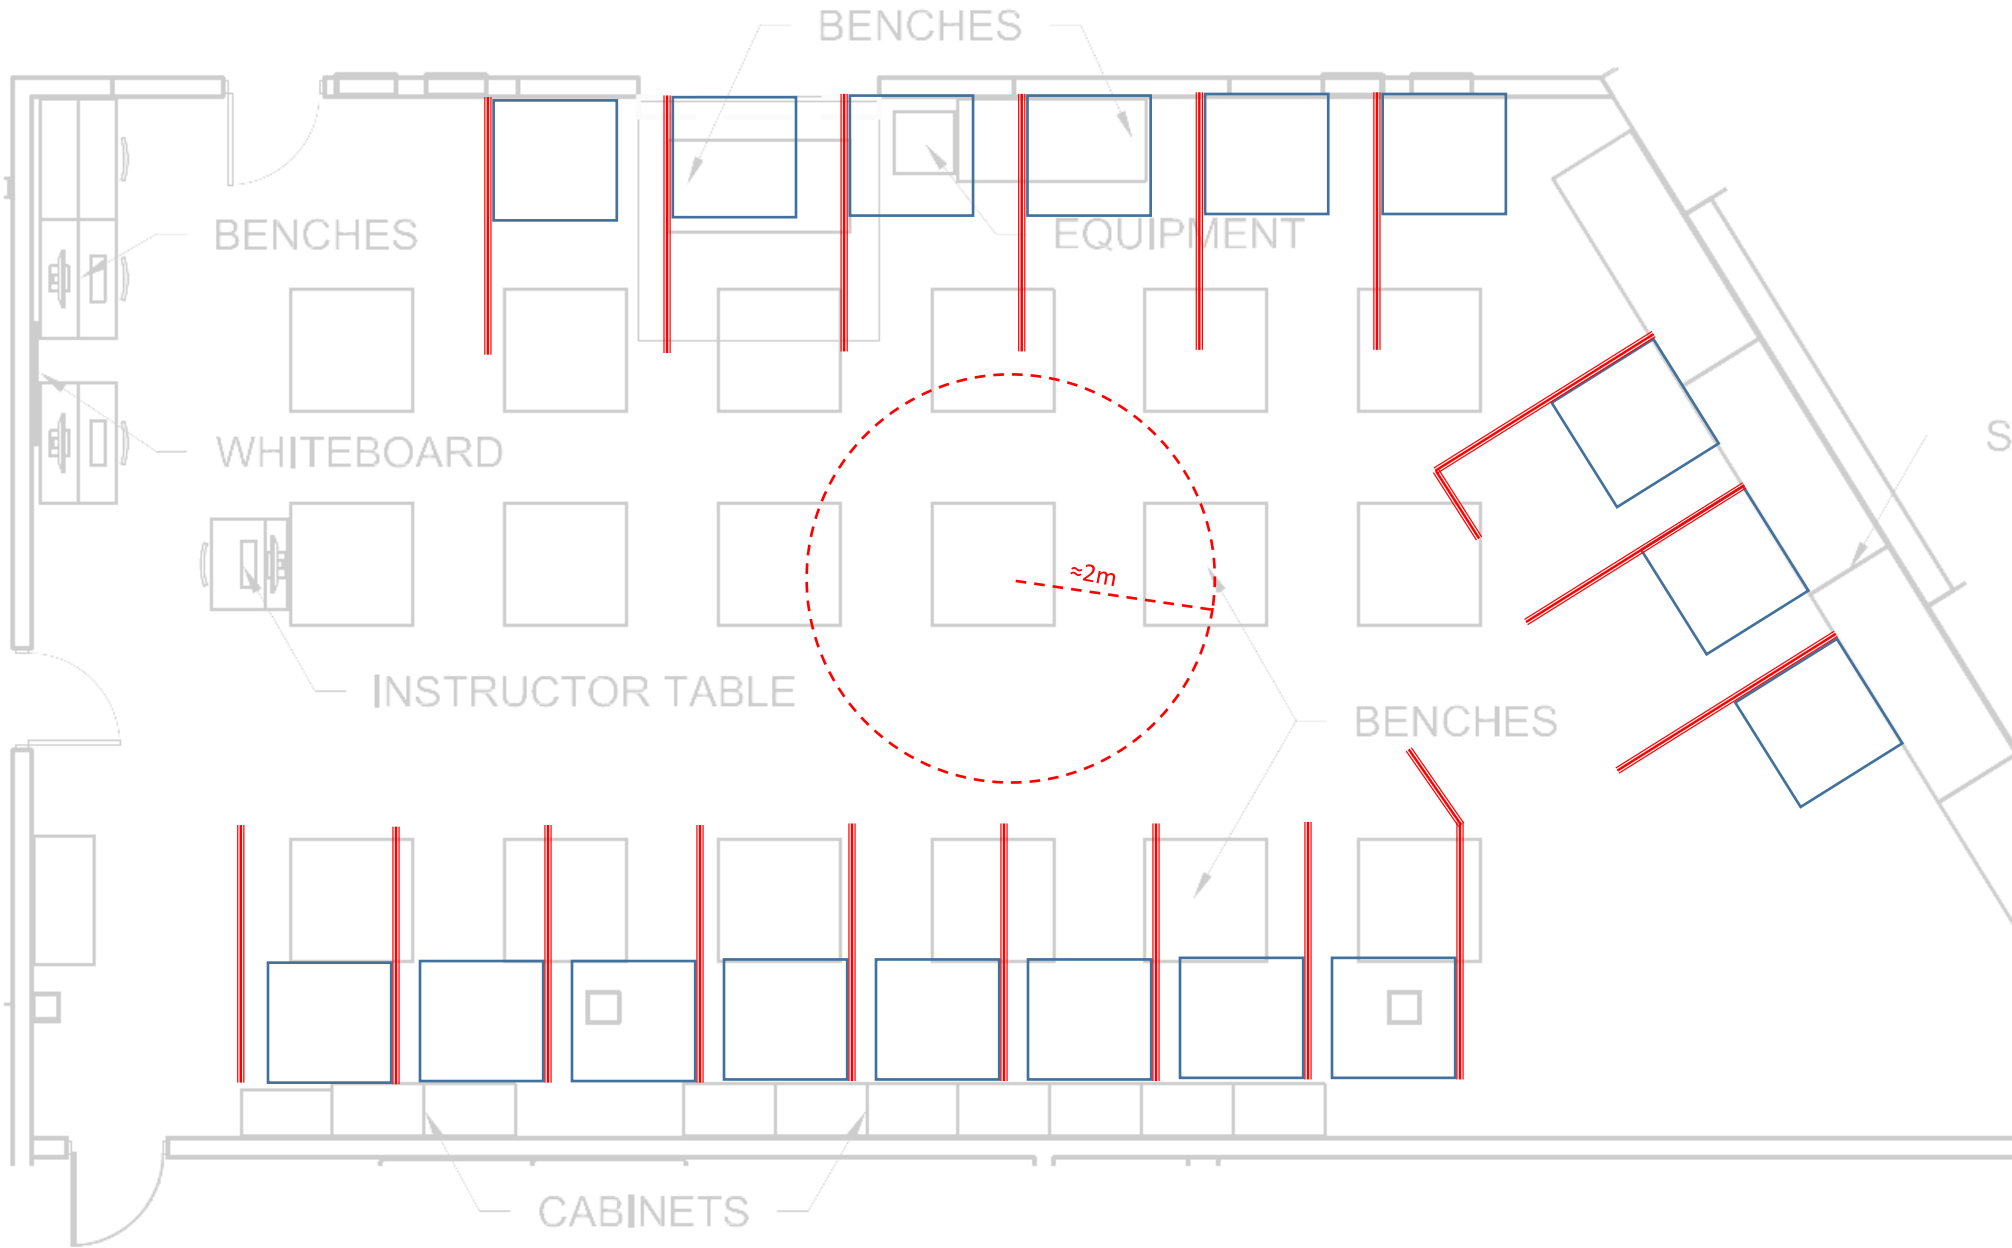 BENCHES
BENCHES
EQUIPMENT
WHITEBOARD
S
≈2m
INSTRUCTOR TABLE
BENCHES
CABINETS